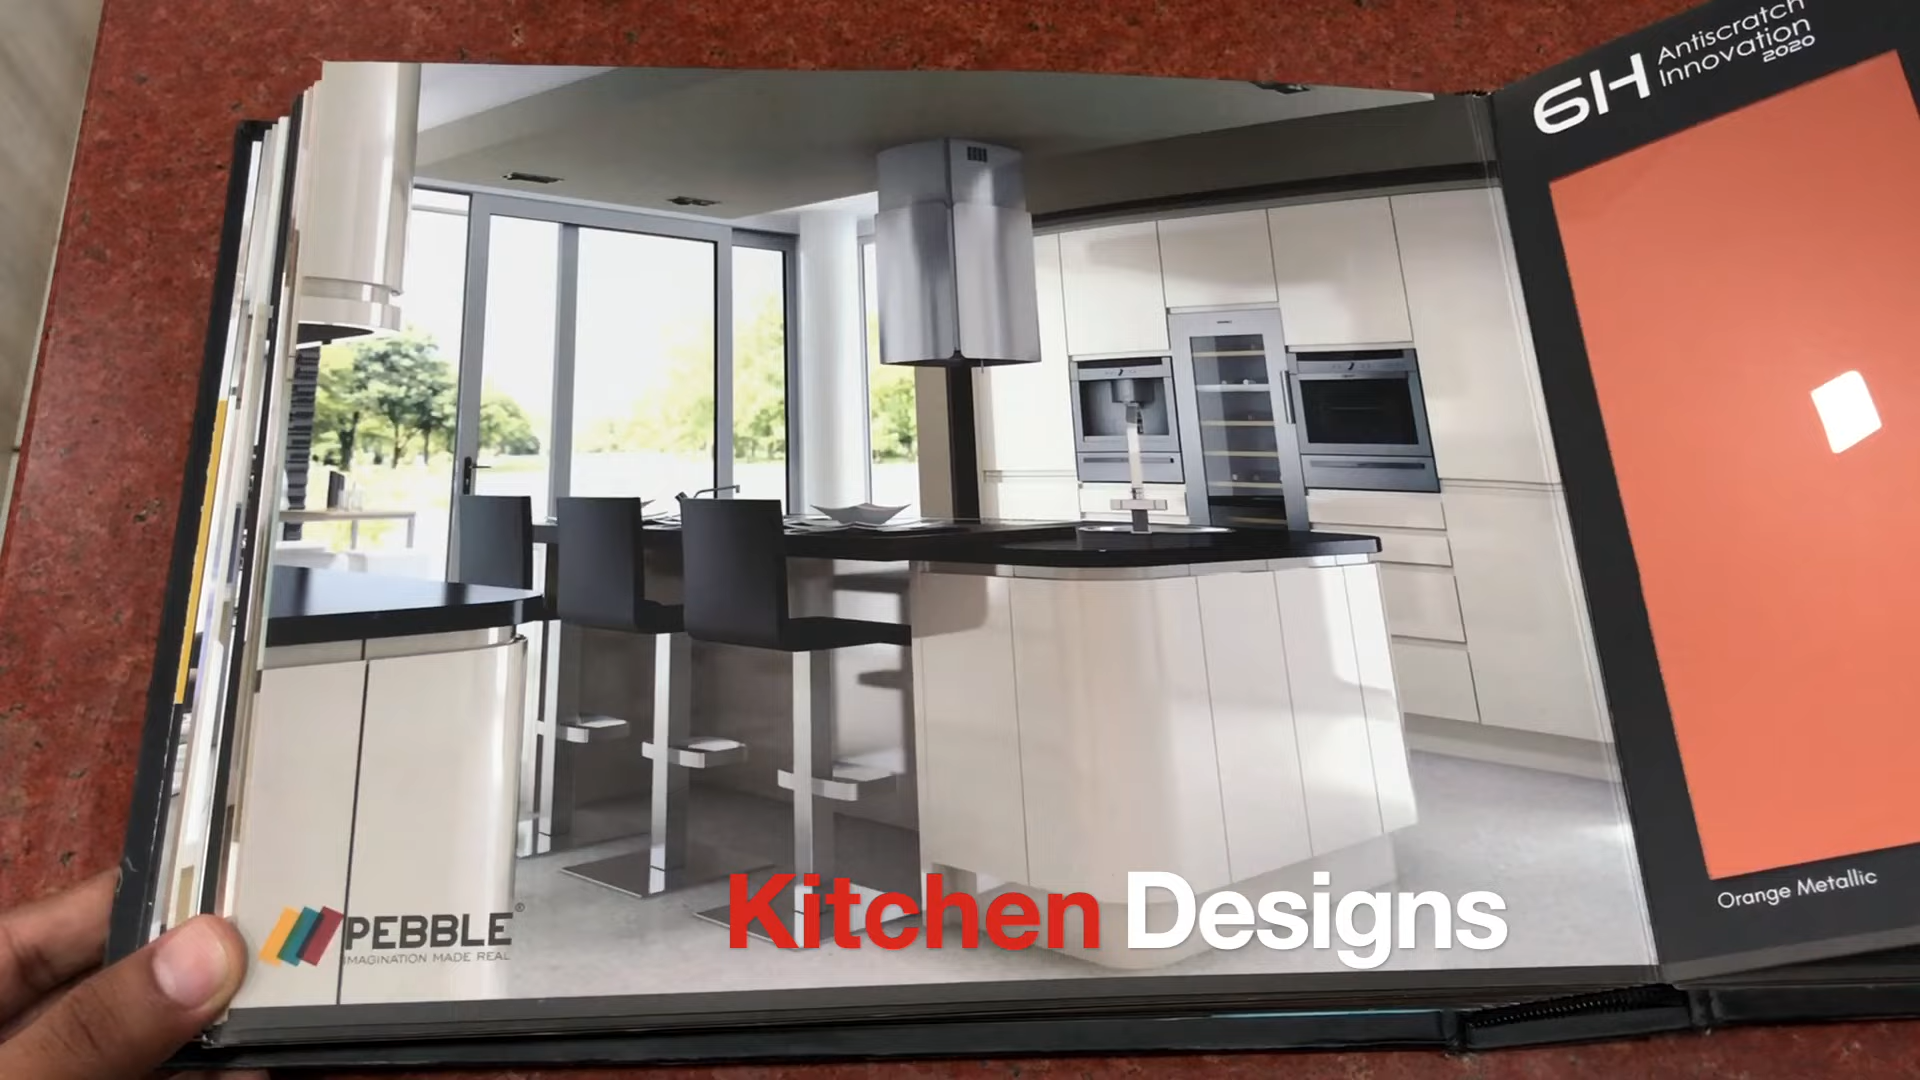 6H Antiscratch
Innovation
2020
Orange Metallic
PEBBLE®
IMAGINATION MADE REAL
Kitchen Designs